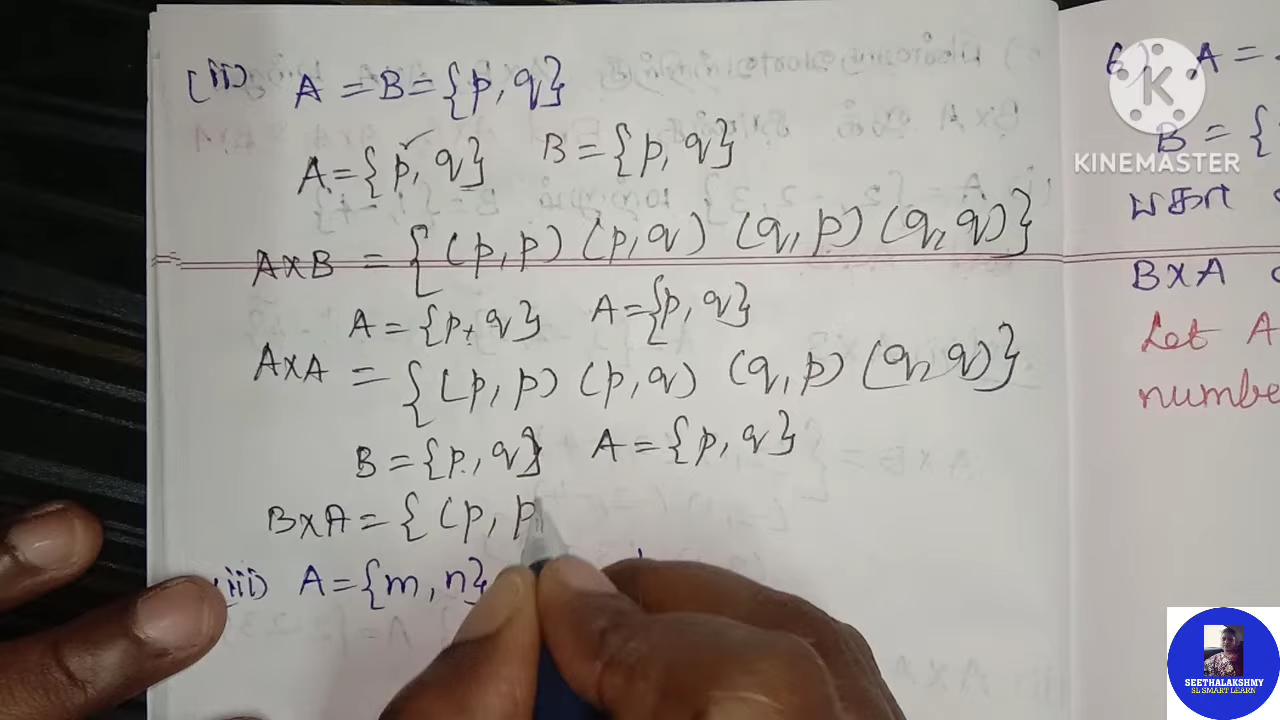 (ii) A = B = {p, q}
A = {p, q} B = {p, q}
A x B = { (p, p) (p, q) (q, p) (q, q) }
A = {p, q} A = {p, q}
A x A = { (p, p) (p, q) (q, p) (q, q) }
B = {p, q} A = {p, q}
B x A = { (p, p
(iii) A = {m, n}
6) A =
B = {
B x A
Let A
numbe
K
KINEMASTER
SEETHALAKSHMY
SL SMART LEARN